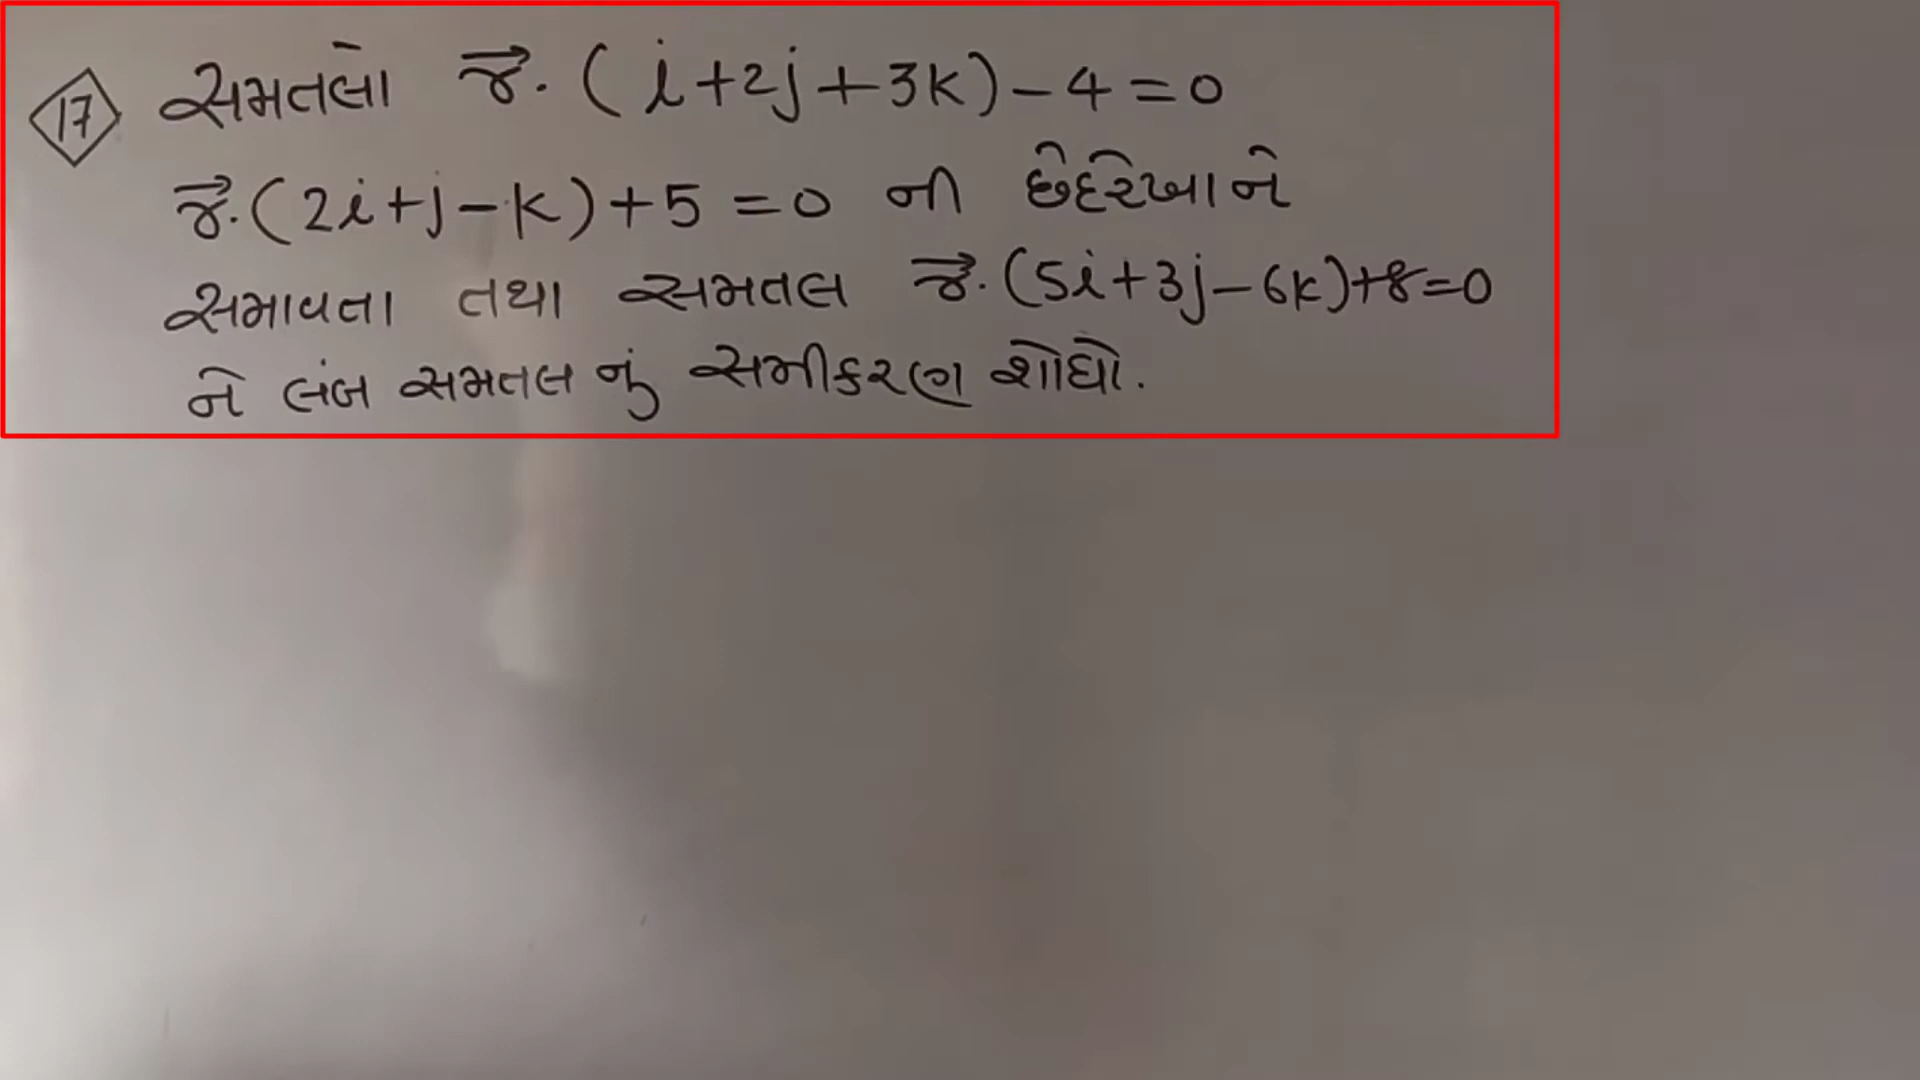 17 સમતલો r⃗.(i+2j+3k)-4=0
r⃗.(2i+j-k)+5=0 ની છેદરેખાને
સમાવતા તથા સમતલ r⃗.(5i+3j-6k)+8=0
ને લંબ સમતલ નું સમીકરણ શોધો.